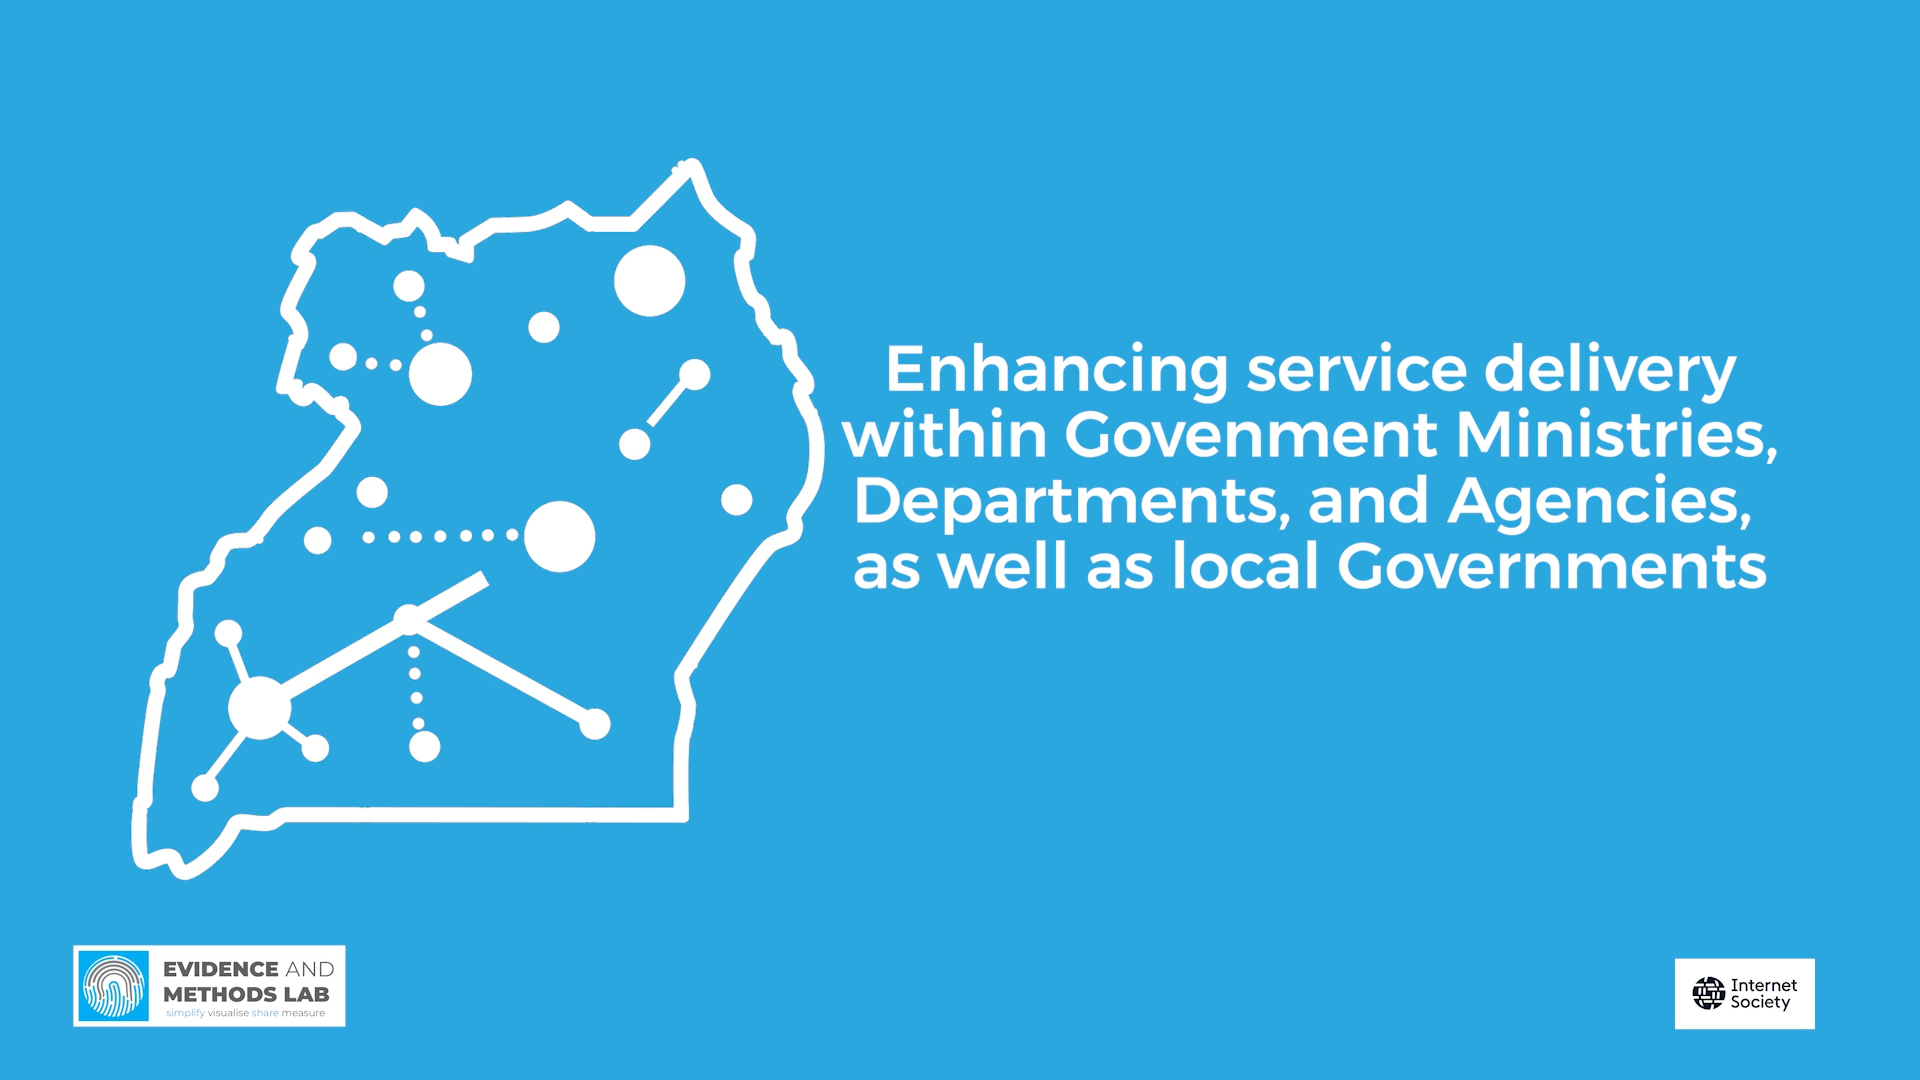 Enhancing service delivery
within Govenment Ministries,
Departments, and Agencies,
as well as local Governments
EVIDENCE AND
METHODS LAB
simplify visualise share measure
Internet
Society